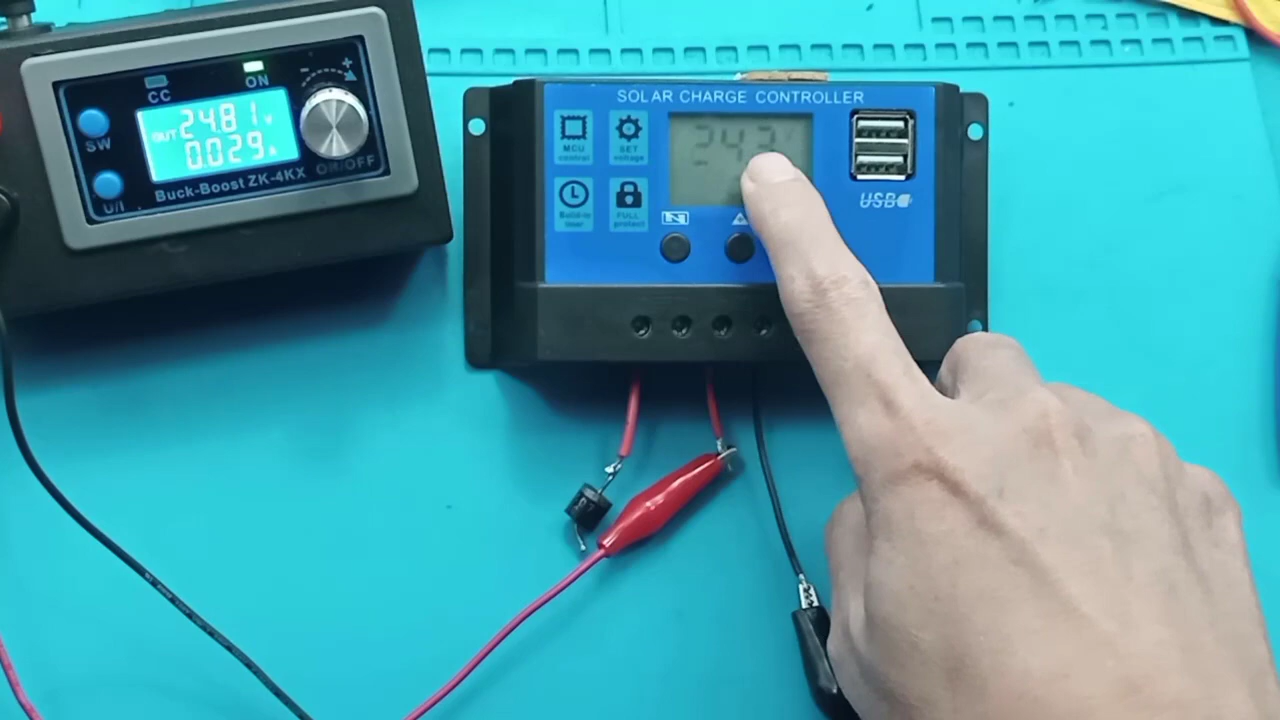 CC
ON
- +
SW
OUT 24.81 V
0.029 A
ON/OFF
U/I
Buck-Boost ZK-4KX
SOLAR CHARGE CONTROLLER
MCU
control
SET
voltage
Build-in
timer
FULL
protect
USB